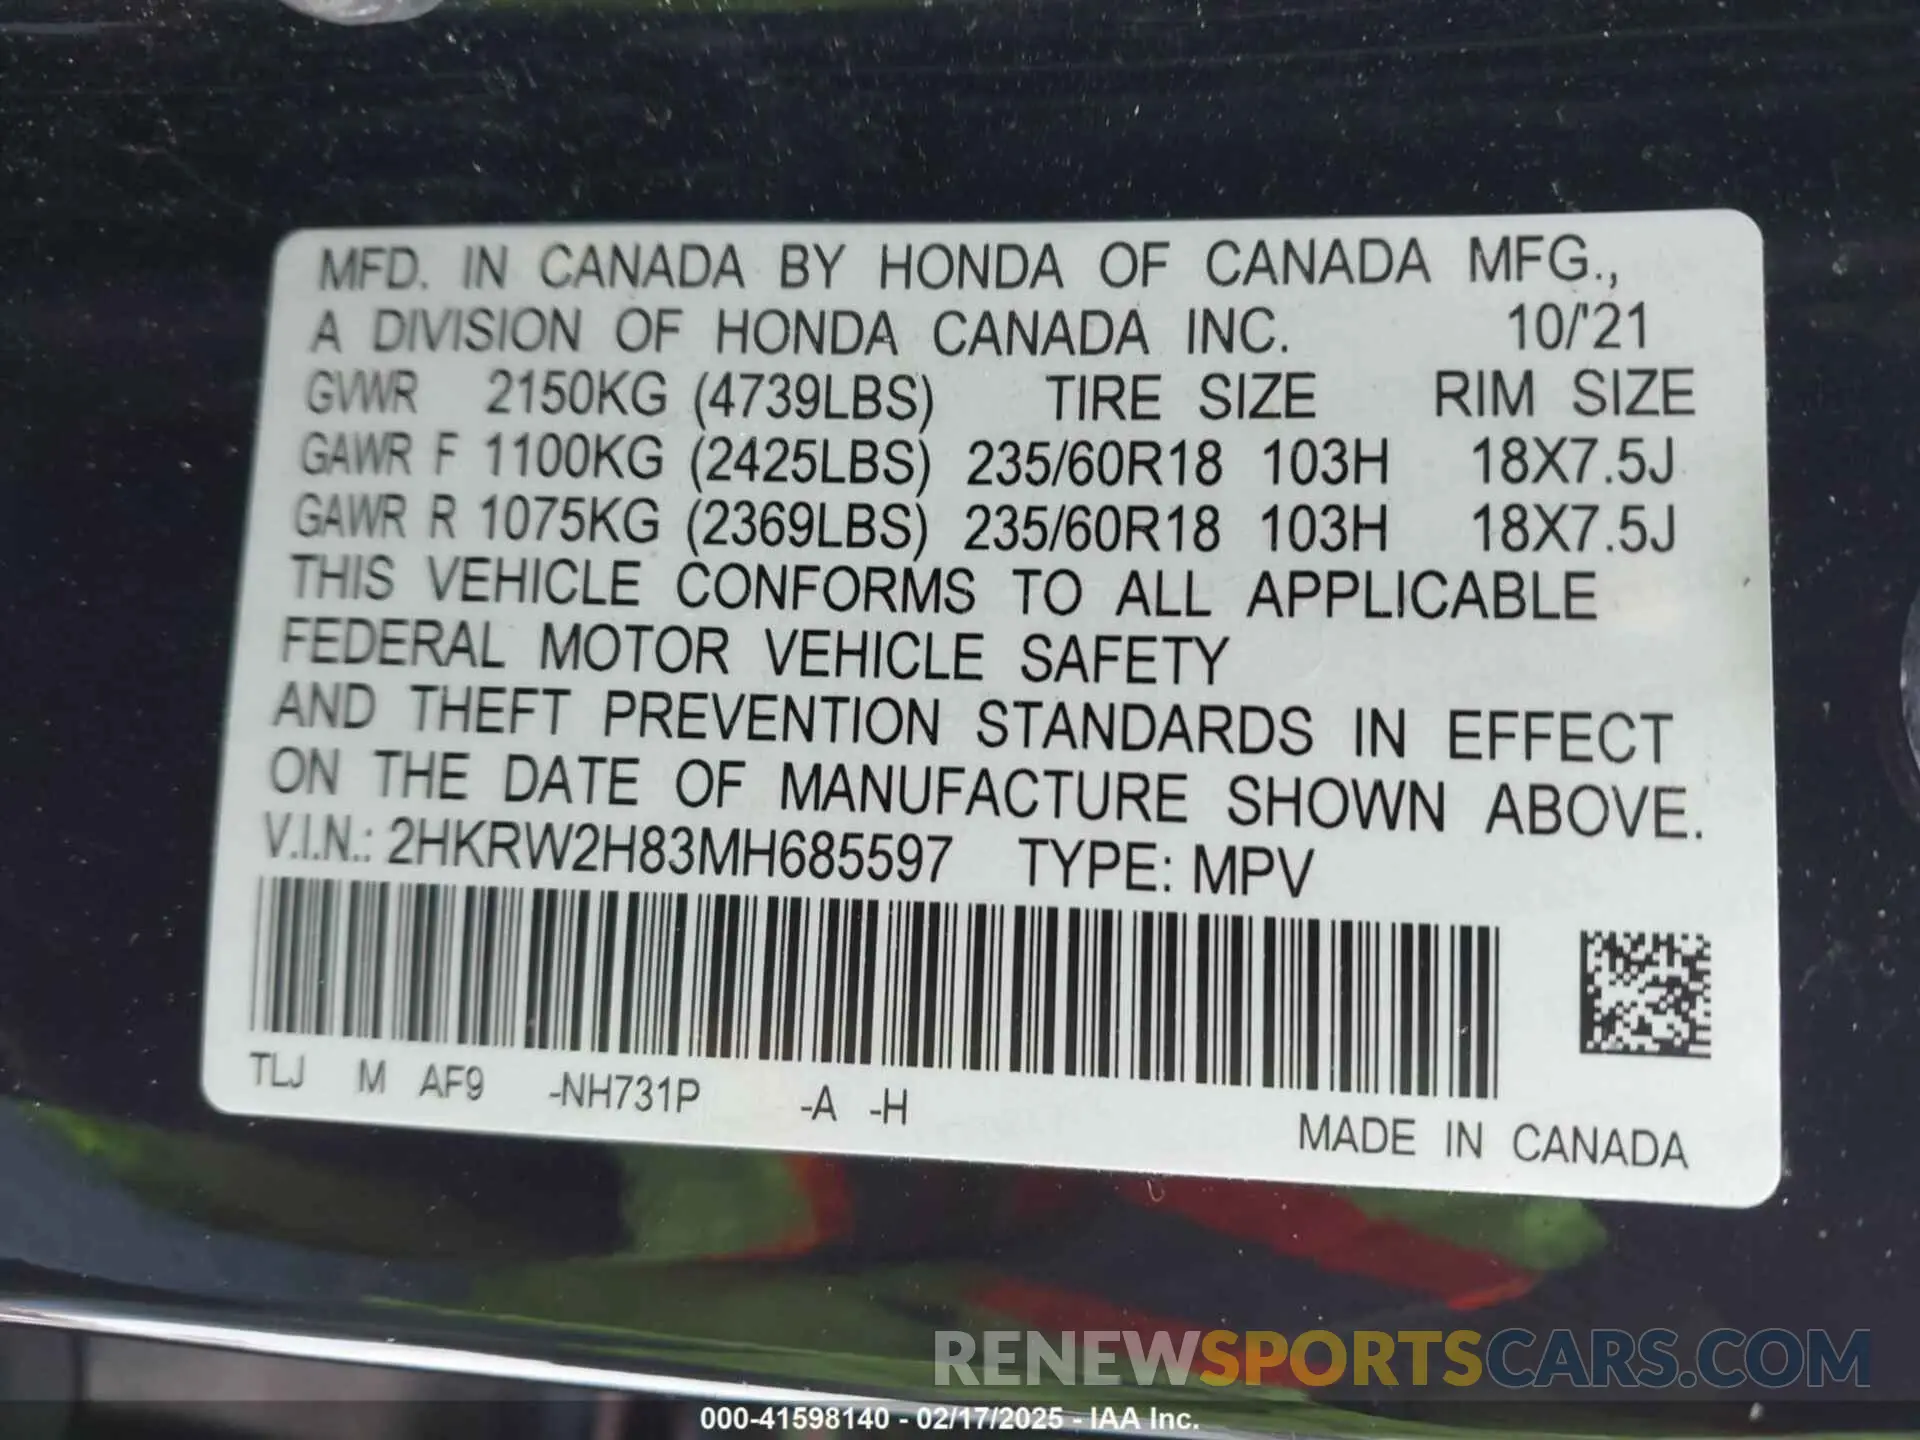 MFD. IN CANADA BY HONDA OF CANADA MFG.,
A DIVISION OF HONDA CANADA INC. 10/'21
GVWR 2150KG (4739LBS) TIRE SIZE RIM SIZE
GAWR F 1100KG (2425LBS) 235/60R18 103H 18X7.5J
GAWR R 1075KG (2369LBS) 235/60R18 103H 18X7.5J
THIS VEHICLE CONFORMS TO ALL APPLICABLE
FEDERAL MOTOR VEHICLE SAFETY
AND THEFT PREVENTION STANDARDS IN EFFECT
ON THE DATE OF MANUFACTURE SHOWN ABOVE.
V.I.N.: 2HKRW2H83MH685597 TYPE: MPV
TLJ M AF9 -NH731P -A -H
MADE IN CANADA
RENEWSPORTSCARS.COM
000-41598140 - 02/17/2025 - IAA Inc.